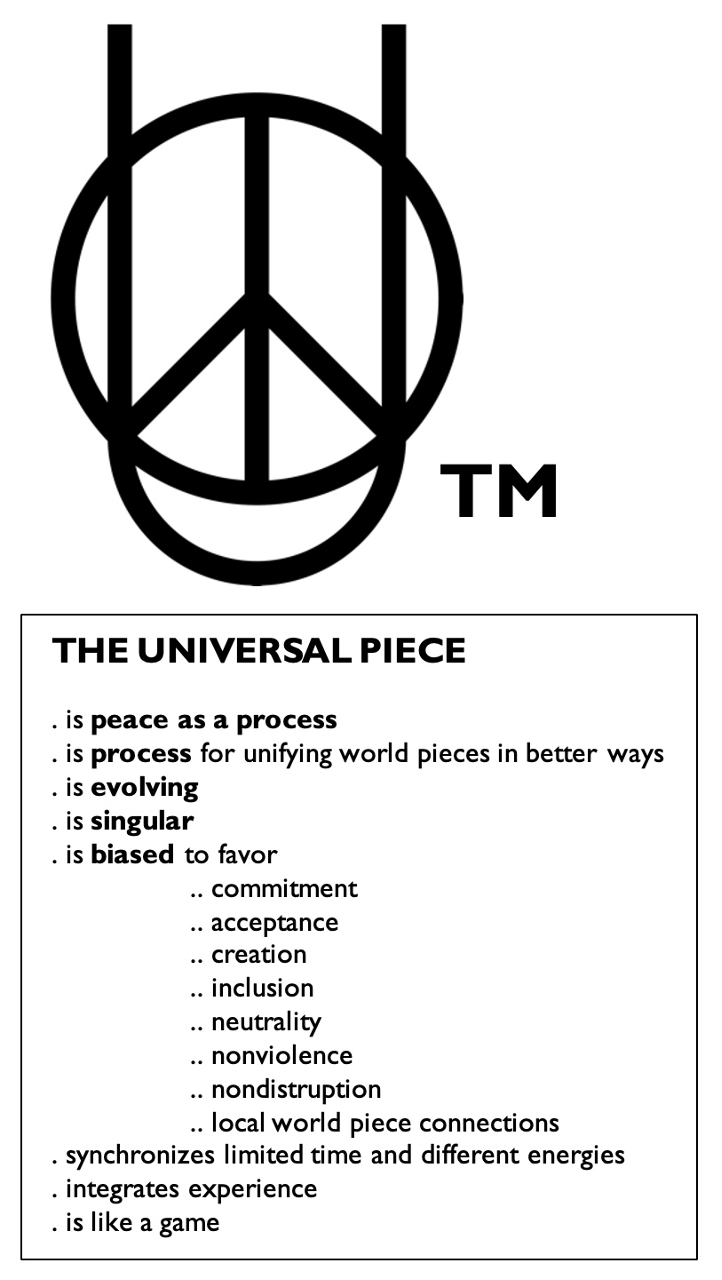 TM
THE UNIVERSAL PIECE
. is peace as a process
. is process for unifying world pieces in better ways
. is evolving
. is singular
. is biased to favor
.. commitment
.. acceptance
.. creation
.. inclusion
.. neutrality
.. nonviolence
.. nondistruption
.. local world piece connections
. synchronizes limited time and different energies
. integrates experience
. is like a game